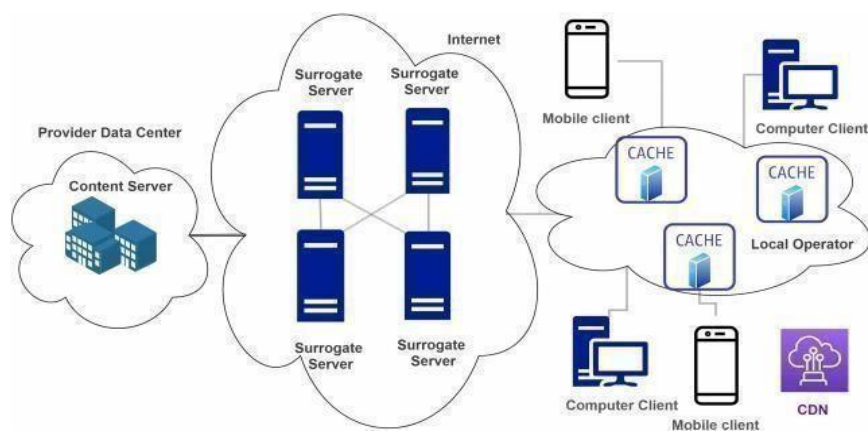 Internet
Surrogate
Server
Surrogate
Server
Provider Data Center
Content Server
Surrogate
Server
Surrogate
Server
Mobile client
Computer Client
CACHE
CACHE
CACHE
Local Operator
Computer Client
Mobile client
CDN